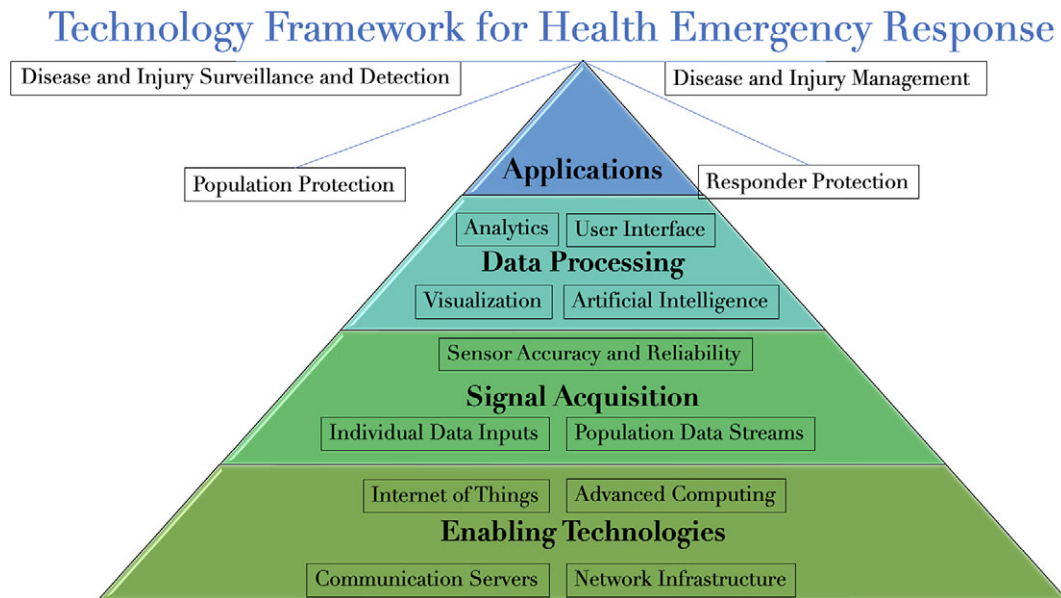 Technology Framework for Health Emergency Response
Disease and Injury Surveillance and Detection
Disease and Injury Management
Population Protection
Applications
Responder Protection
Analytics
User Interface
Data Processing
Visualization
Artificial Intelligence
Sensor Accuracy and Reliability
Signal Acquisition
Individual Data Inputs
Population Data Streams
Internet of Things
Advanced Computing
Enabling Technologies
Communication Servers
Network Infrastructure